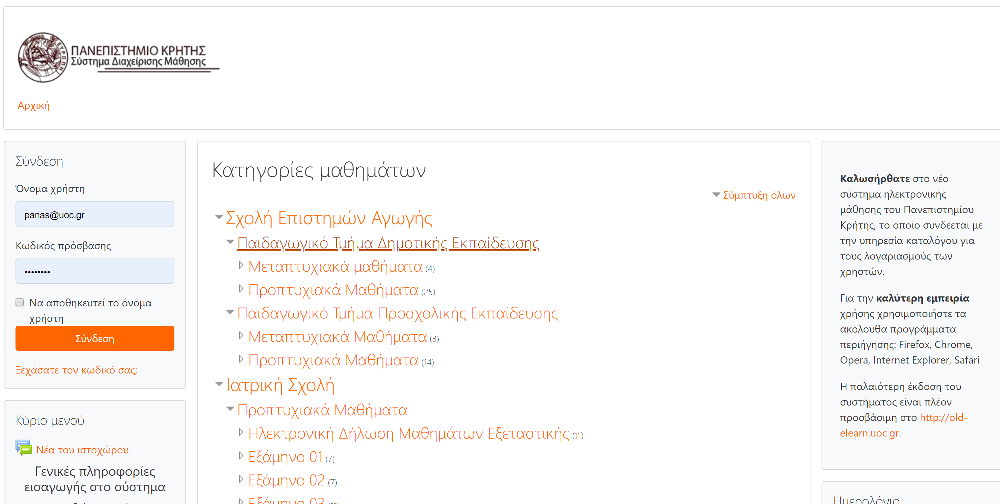 ΕΥΡΩΠΗ
ΠΑΝΕΠΙΣΤΗΜΙΟ ΚΡΗΤΗΣ
Σύστημα Διαχείρισης Μάθησης
Αρχική
Σύνδεση
Όνομα χρήστη
panas@uoc.gr
Κωδικός πρόσβασης
••••••••
Να αποθηκευτεί το όνομα
χρήστη
Σύνδεση
Ξεχάσατε τον κωδικό σας;
Κύριο μενού
Νέα του ιστοχώρου
Γενικές πληροφορίες
εισαγωγής στο σύστημα
Κατηγορίες μαθημάτων
Σύμπτυξη όλων
Σχολή Επιστημών Αγωγής
Παιδαγωγικό Τμήμα Δημοτικής Εκπαίδευσης
Μεταπτυχιακά μαθήματα (4)
Προπτυχιακά Μαθήματα (25)
Παιδαγωγικό Τμήμα Προσχολικής Εκπαίδευσης
Μεταπτυχιακά Μαθήματα (3)
Προπτυχιακά Μαθήματα (14)
Ιατρική Σχολή
Προπτυχιακά Μαθήματα
Ηλεκτρονική Δήλωση Μαθημάτων Εξεταστικής (11)
Εξάμηνο 01 (7)
Εξάμηνο 02 (7)
Εξάμηνο 03 (11)
Καλωσήρθατε στο νέο
σύστημα ηλεκτρονικής
μάθησης του Πανεπιστημίου
Κρήτης, το οποίο συνδέεται με
την υπηρεσία καταλόγου για
τους λογαριασμούς των
χρηστών.
Για την καλύτερη εμπειρία
χρήσης χρησιμοποιήστε τα
ακόλουθα προγράμματα
περιήγησης: Firefox, Chrome,
Opera, Internet Explorer, Safari
Η παλαιότερη έκδοση του
συστήματος είναι πλέον
προσβάσιμη στο http://old-
elearn.uoc.gr.
Ημερολόγιο